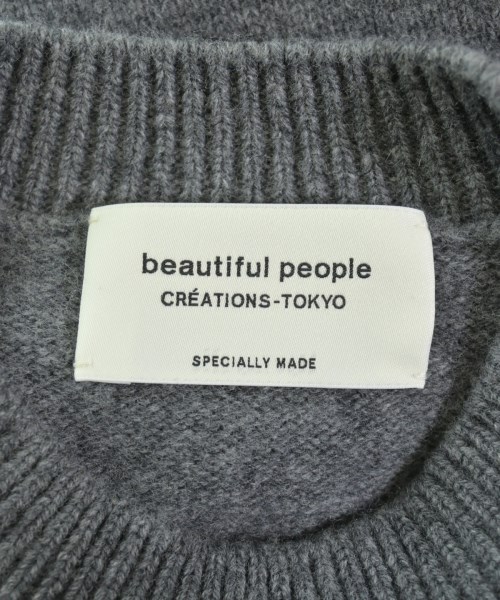 beautiful people
CRÉATIONS-TOKYO
SPECIALLY MADE